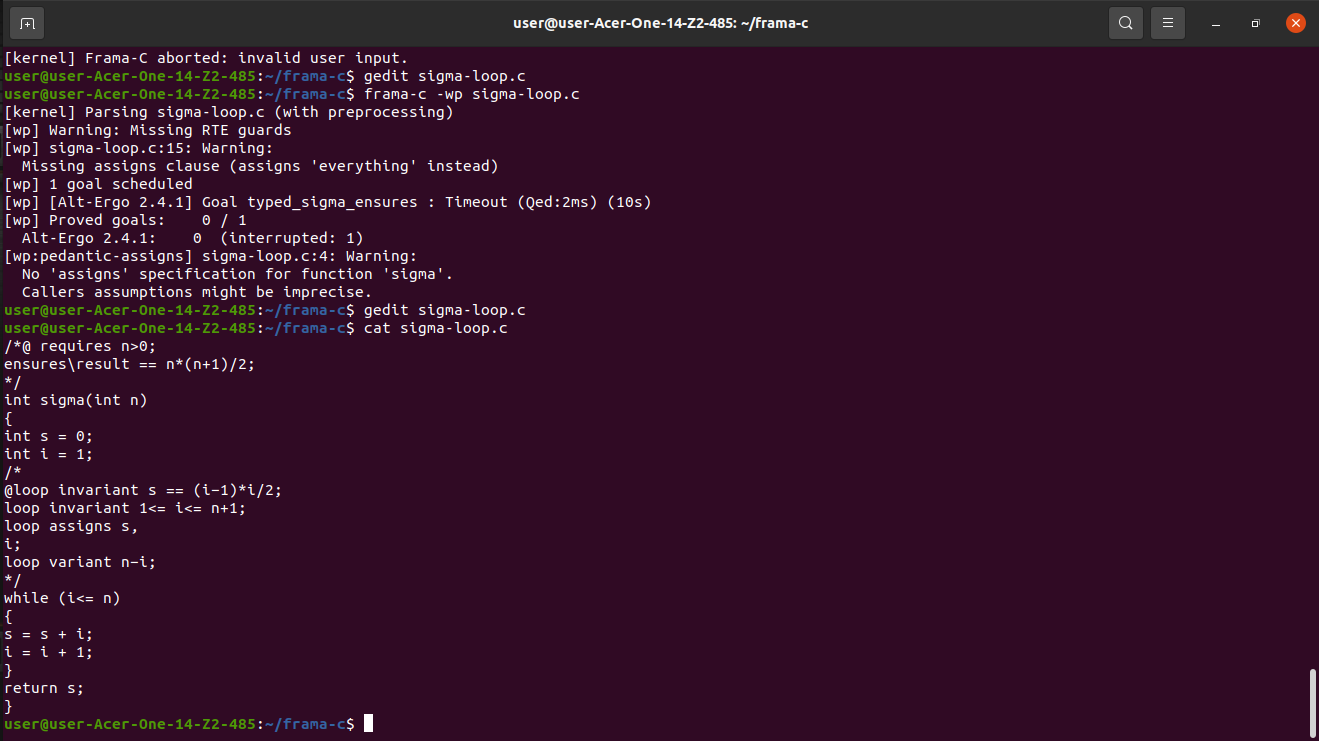 user@user-Acer-One-14-Z2-485: ~/frama-c
[kernel] Frama-C aborted: invalid user input.
user@user-Acer-One-14-Z2-485:~/frama-c$ gedit sigma-loop.c
user@user-Acer-One-14-Z2-485:~/frama-c$ frama-c -wp sigma-loop.c
[kernel] Parsing sigma-loop.c (with preprocessing)
[wp] Warning: Missing RTE guards
[wp] sigma-loop.c:15: Warning:
  Missing assigns clause (assigns 'everything' instead)
[wp] 1 goal scheduled
[wp] [Alt-Ergo 2.4.1] Goal typed_sigma_ensures : Timeout (Qed:2ms) (10s)
[wp] Proved goals:    0 / 1
  Alt-Ergo 2.4.1:    0  (interrupted: 1)
[wp:pedantic-assigns] sigma-loop.c:4: Warning:
  No 'assigns' specification for function 'sigma'.
  Callers assumptions might be imprecise.
user@user-Acer-One-14-Z2-485:~/frama-c$ gedit sigma-loop.c
user@user-Acer-One-14-Z2-485:~/frama-c$ cat sigma-loop.c
/*@ requires n>0;
ensures\result == n*(n+1)/2;
*/
int sigma(int n)
{
int s = 0;
int i = 1;
/*
@loop invariant s == (i-1)*i/2;
loop invariant 1<= i<= n+1;
loop assigns s,
i;
loop variant n-i;
*/
while (i<= n)
{
s = s + i;
i = i + 1;
}
return s;
}
user@user-Acer-One-14-Z2-485:~/frama-c$